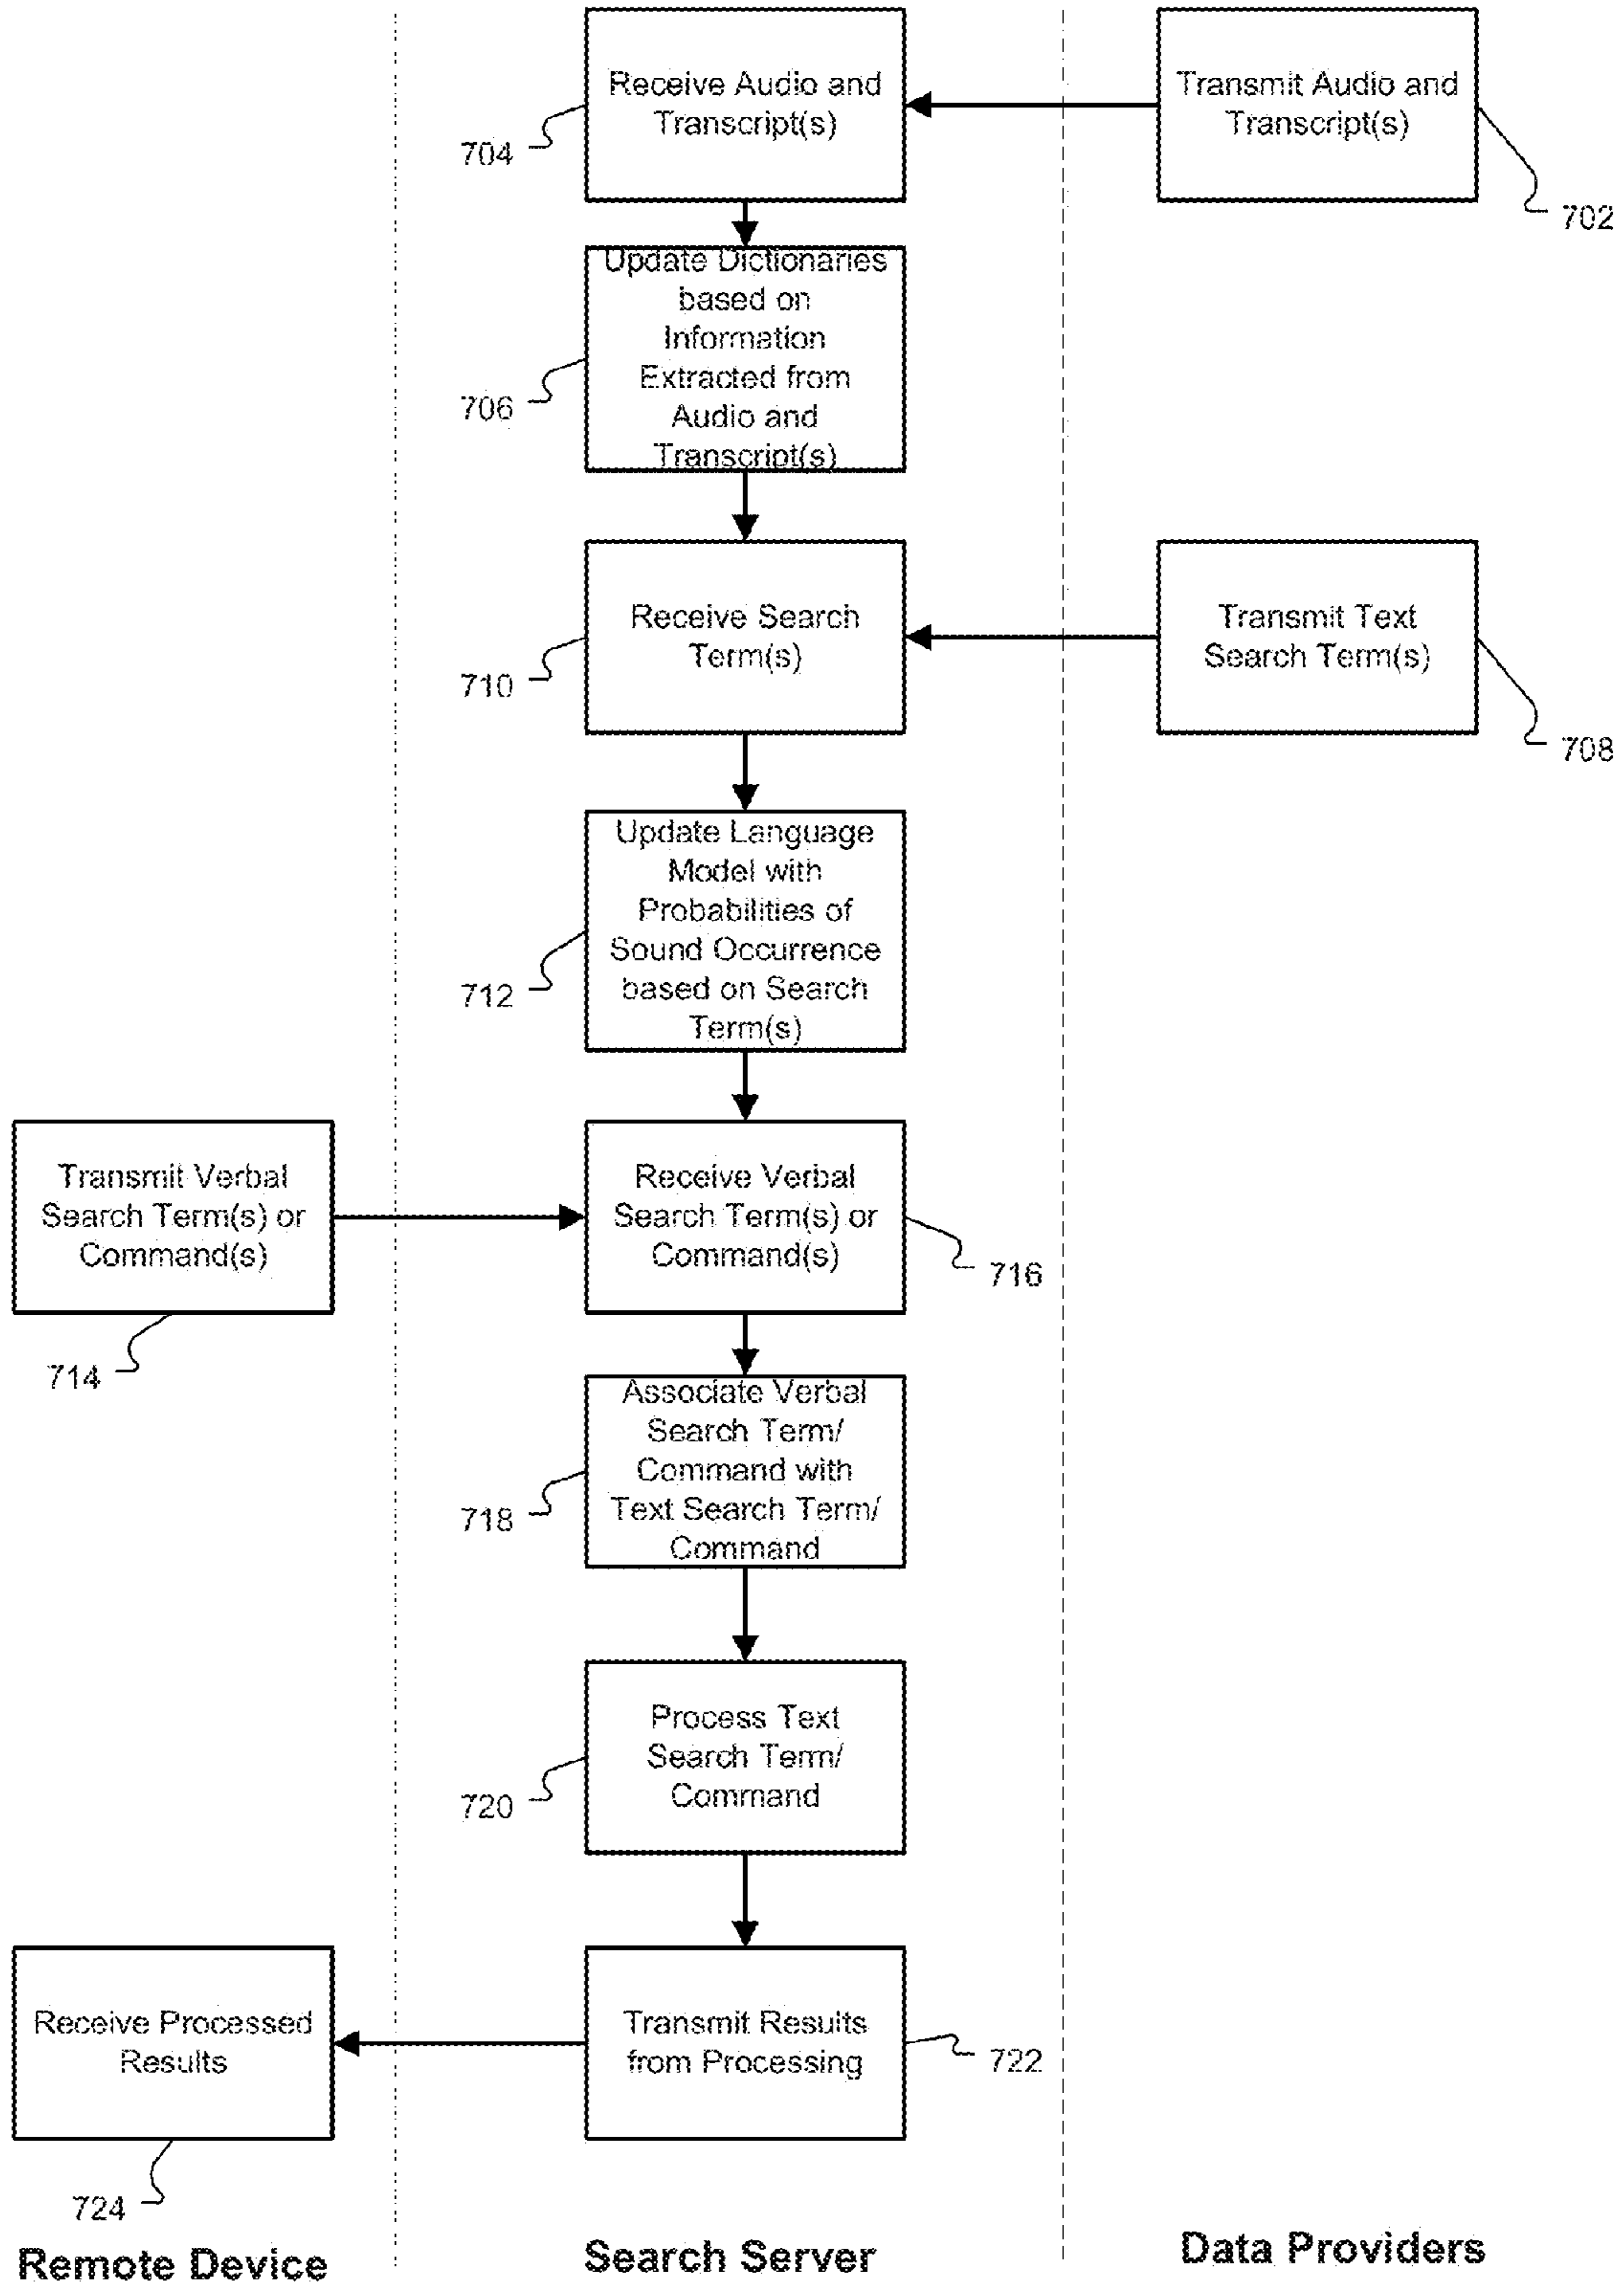 Receive Audio and
Transcript(s)
704
Transmit Audio and
Transcript(s)
702
Update Dictionaries
based on
Information
Extracted from
Audio and
Transcript(s)
706
Receive Search
Term(s)
710
Transmit Text
Search Term(s)
708
Update Language
Model with
Probabilities of
Sound Occurrence
based on Search
Term(s)
712
Transmit Verbal
Search Term(s) or
Command(s)
714
Receive Verbal
Search Term(s) or
Command(s)
716
Associate Verbal
Search Term/
Command with
Text Search Term/
Command
718
Process Text
Search Term/
Command
720
Receive Processed
Results
724
Transmit Results
from Processing
722
Remote Device
Search Server
Data Providers